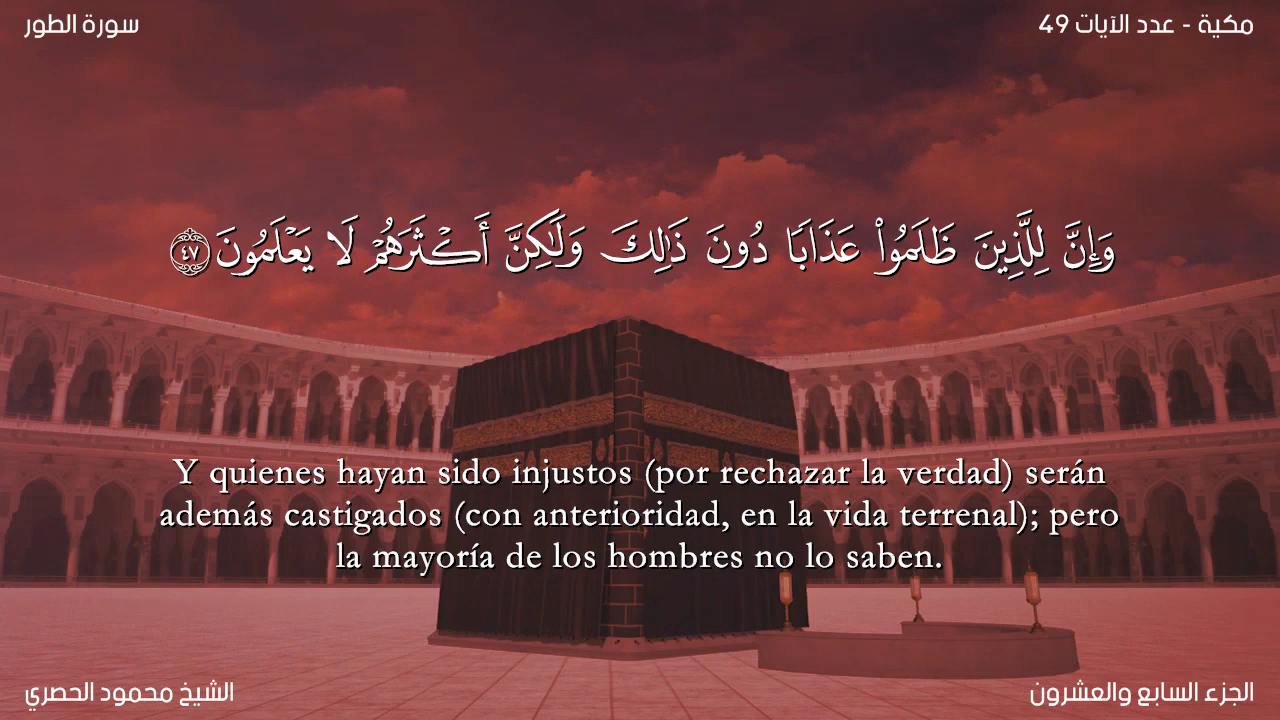 مكية - عدد الآيات 49
سورة الطور
وَإِنَّ لِلَّذِينَ ظَلَمُوا۟ عَذَابًا دُونَ ذَٰلِكَ وَلَٰكِنَّ أَكْثَرَهُمْ لَا يَعْلَمُونَ ٤٧
Y quienes hayan sido injustos (por rechazar la verdad) serán
además castigados (con anterioridad, en la vida terrenal); pero
la mayoría de los hombres no lo saben.
الجزء السابع والعشرون
الشيخ محمود الحصري